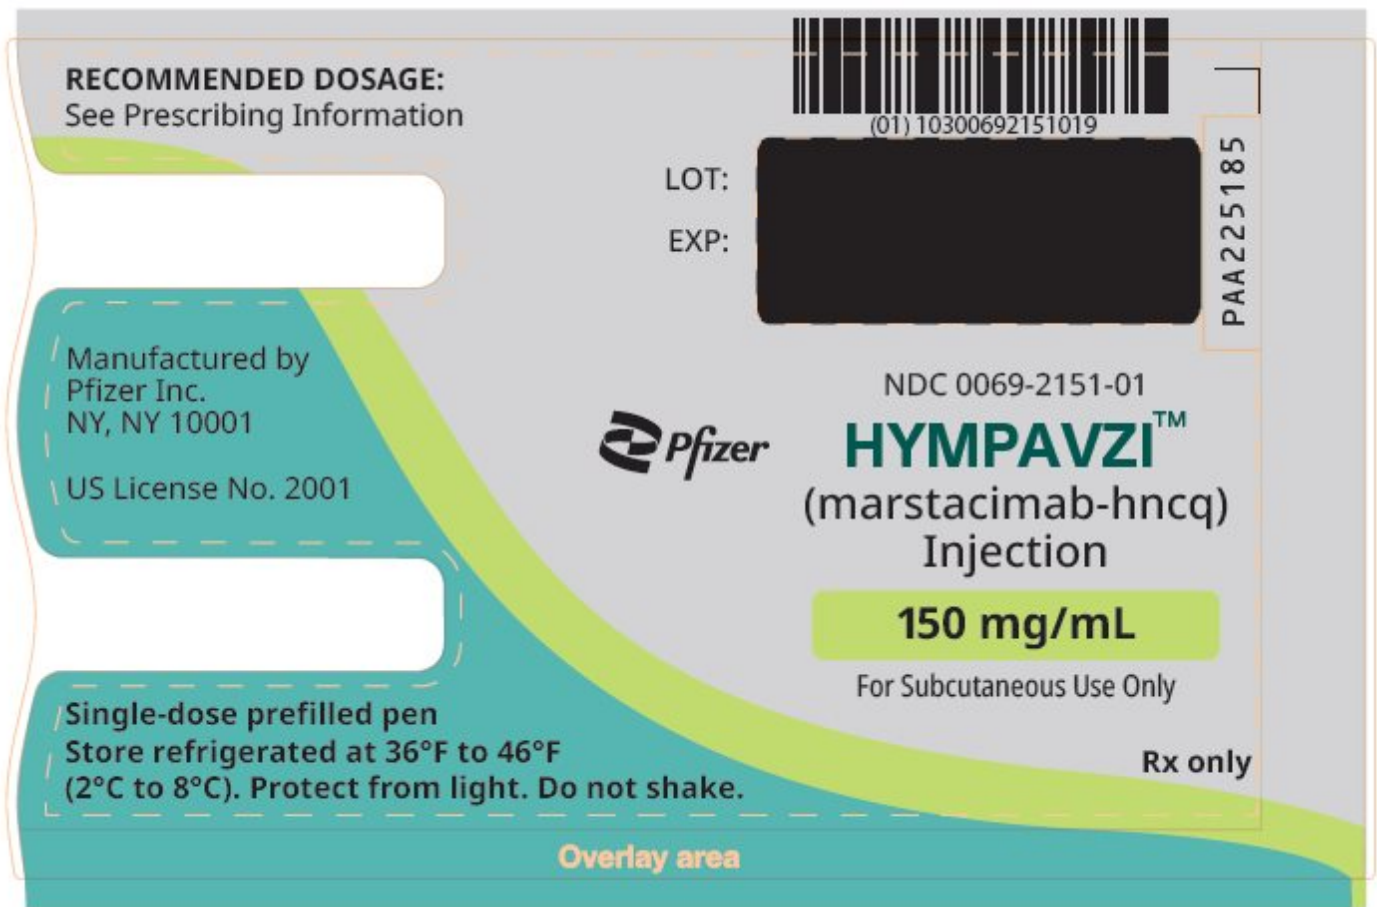 RECOMMENDED DOSAGE:
See Prescribing Information
(01) 10300692151019
LOT:
EXP:
PAA225185
Manufactured by
Pfizer Inc.
NY, NY 10001
US License No. 2001
Pfizer
NDC 0069-2151-01
HYMPAVZI™
(marstacimab-hncq)
Injection
150 mg/mL
For Subcutaneous Use Only
Rx only
Single-dose prefilled pen
Store refrigerated at 36°F to 46°F
(2°C to 8°C). Protect from light. Do not shake.
Overlay area